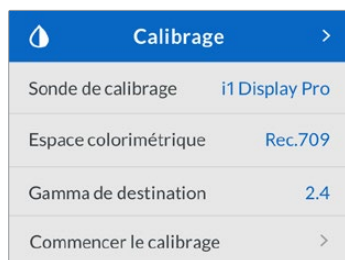 Calibrage >
Sonde de calibrage i1 Display Pro
Espace colorimétrique Rec.709
Gamma de destination 2.4
Commencer le calibrage >